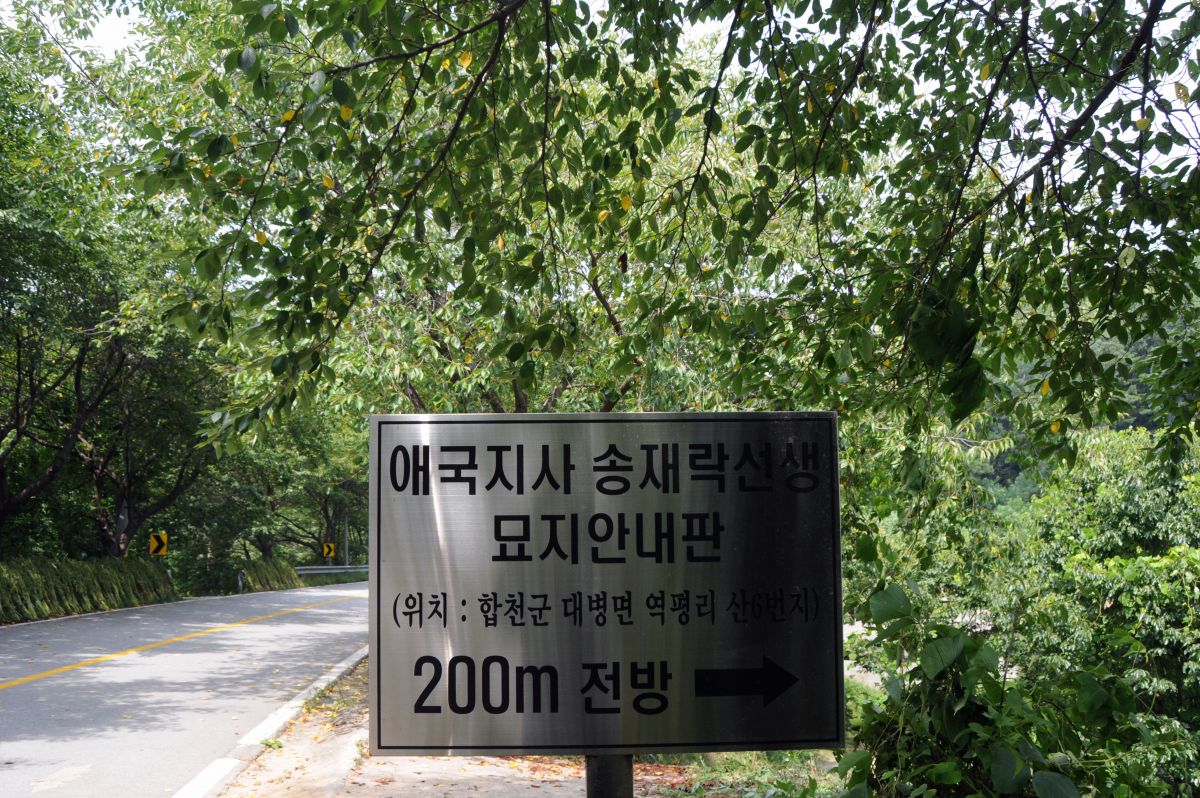 애국지사 송재락선생
묘지안내판
(위치 : 합천군 대병면 역평리 산6번지)
200m 전방